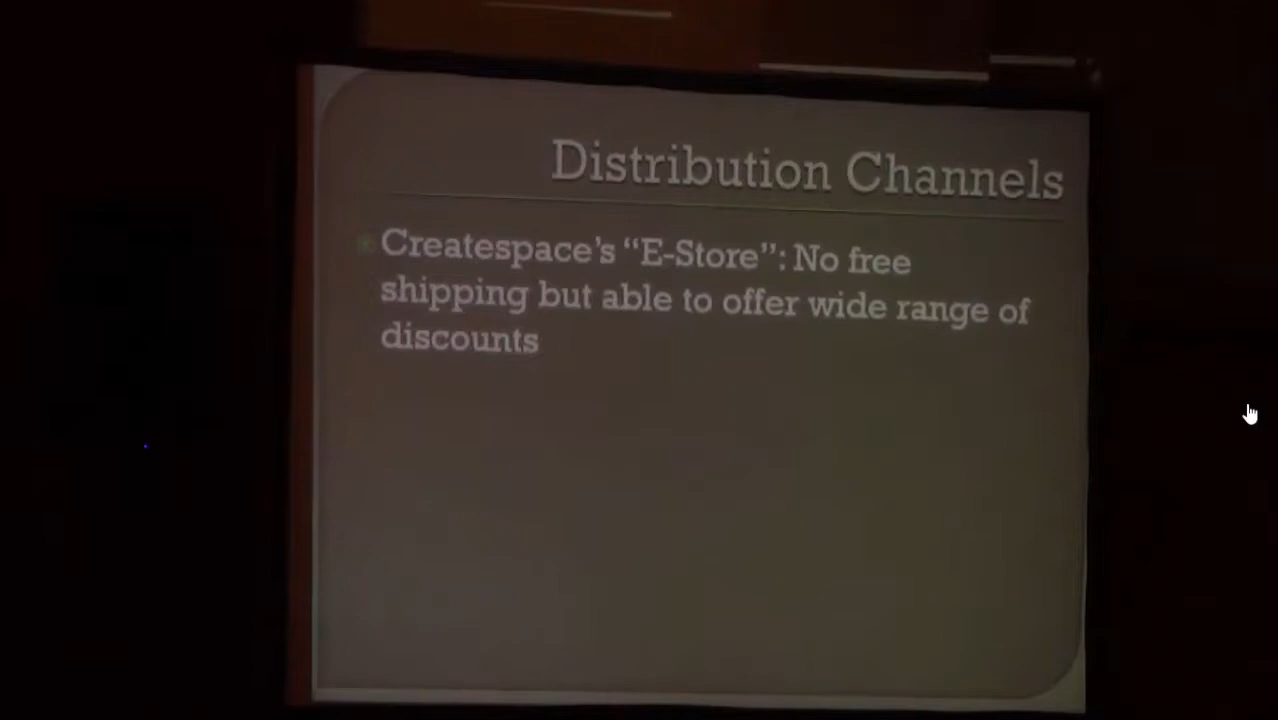 Distribution Channels
Createspace's “E-Store”: No free
shipping but able to offer wide range of
discounts